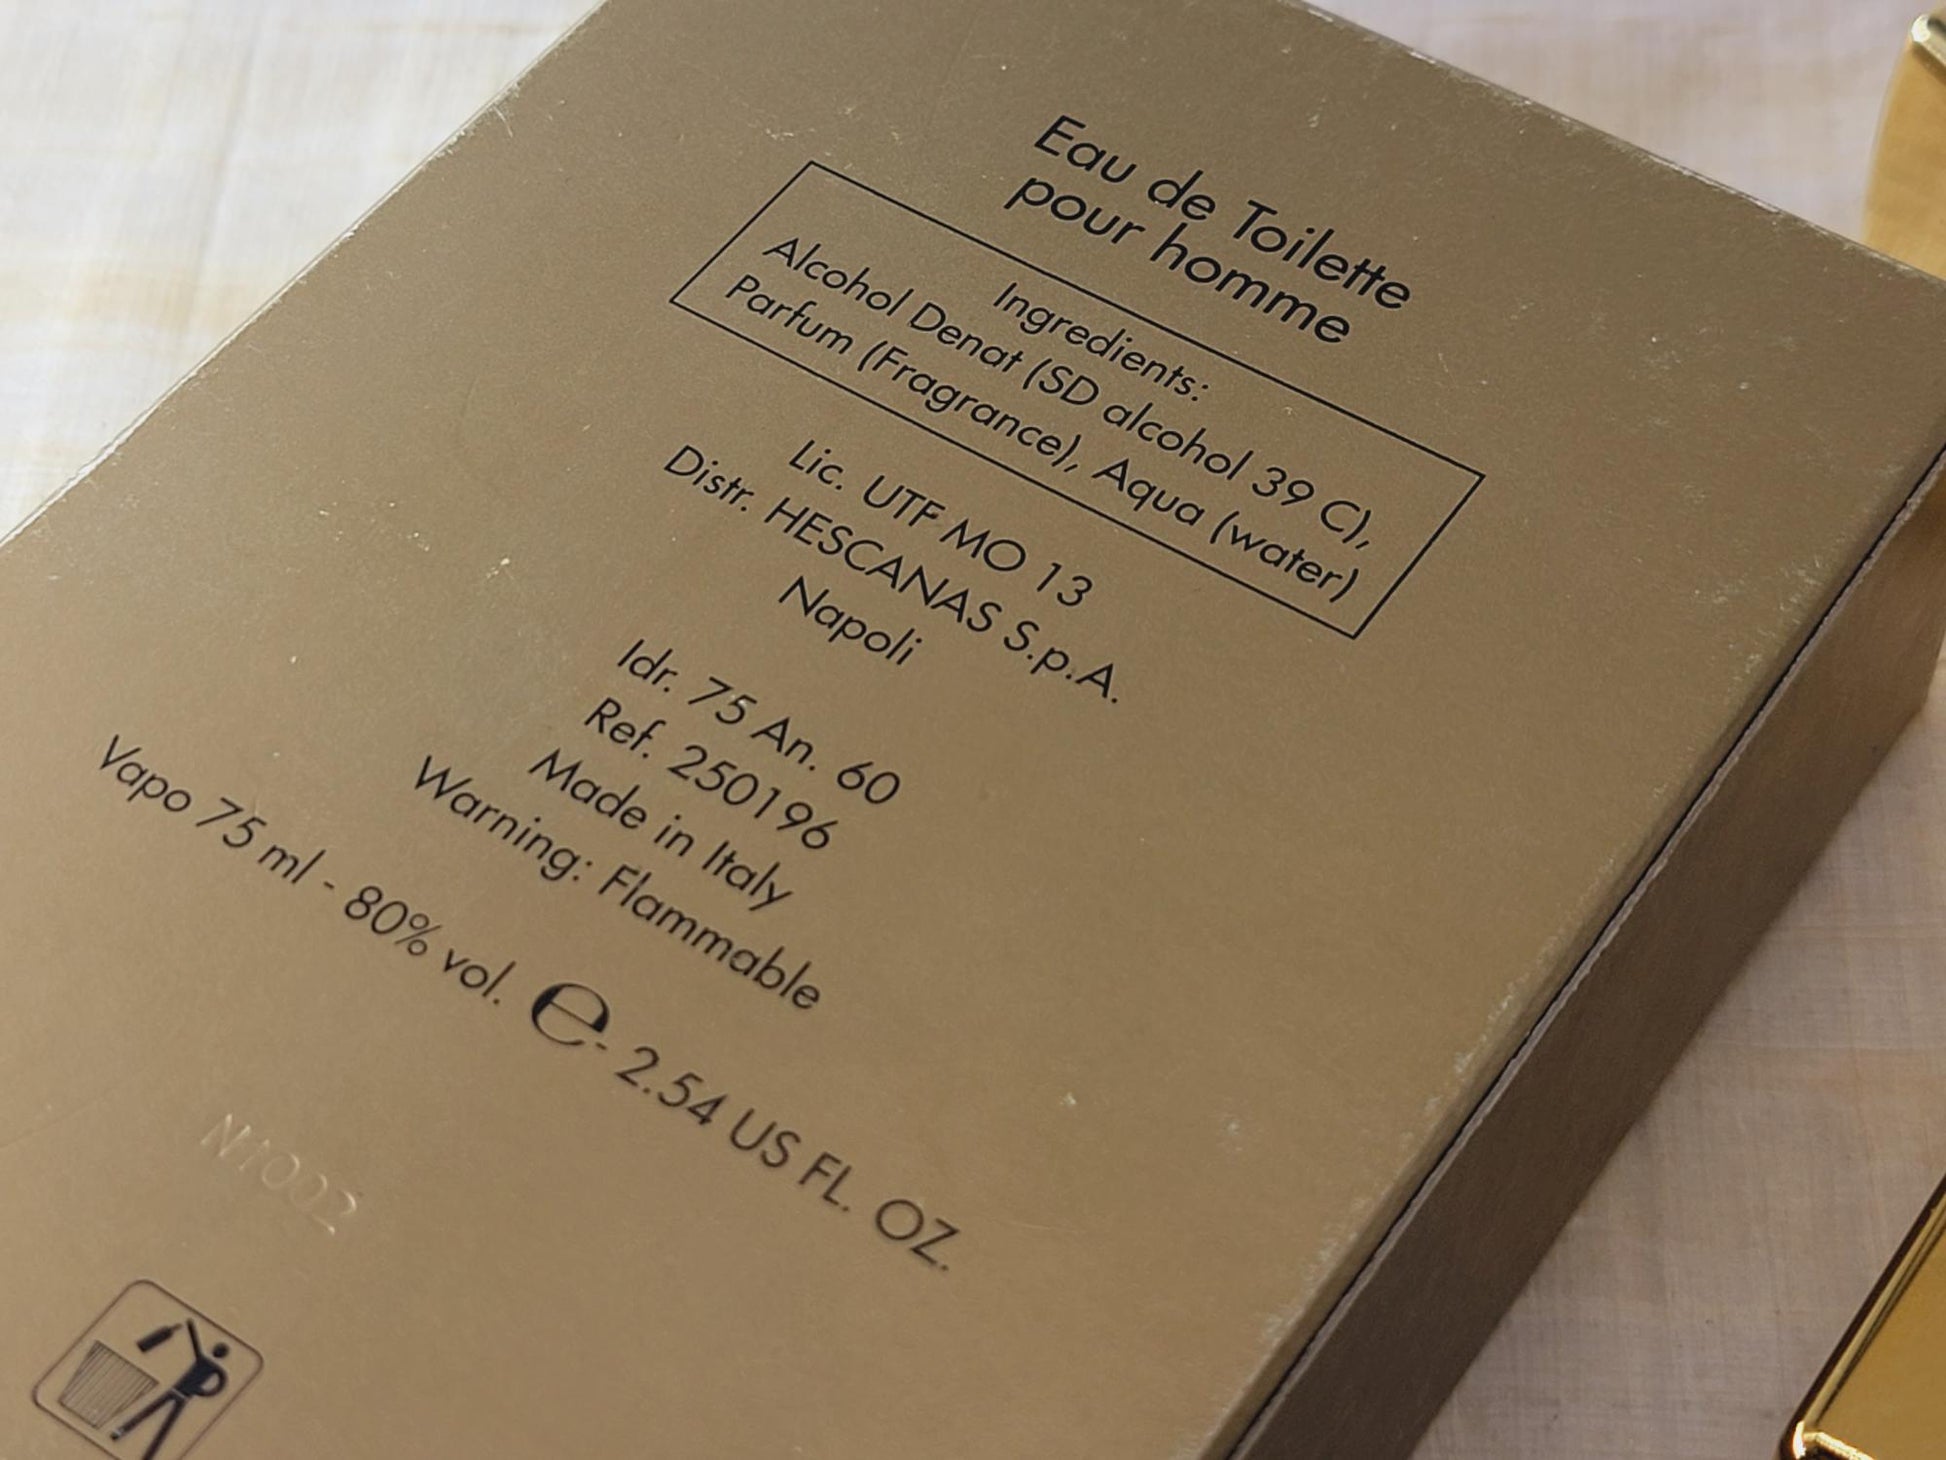 Eau de Toilette
pour homme
Ingredients:
Alcohol Denat (SD alcohol 39 C),
Parfum (Fragrance), Aqua (water)
Lic. UTF MO 13
Distr. HESCANAS S.p.A.
Napoli
Idr. 75 An. 60
Ref. 250196
Made in Italy
Warning: Flammable
Vapo 75 ml - 80% vol. ℮ - 2.54 US FL. OZ.
N1002